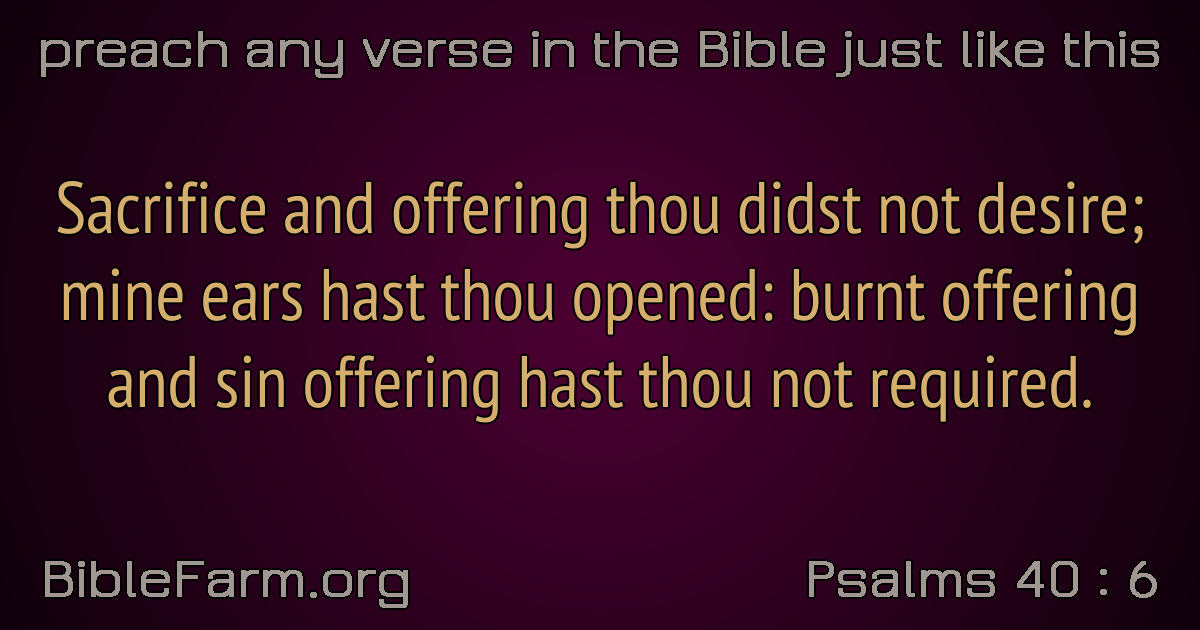 preach any verse in the Bible just like this
Sacrifice and offering thou didst not desire;
mine ears hast thou opened: burnt offering
and sin offering hast thou not required.
BibleFarm.org
Psalms 40 : 6